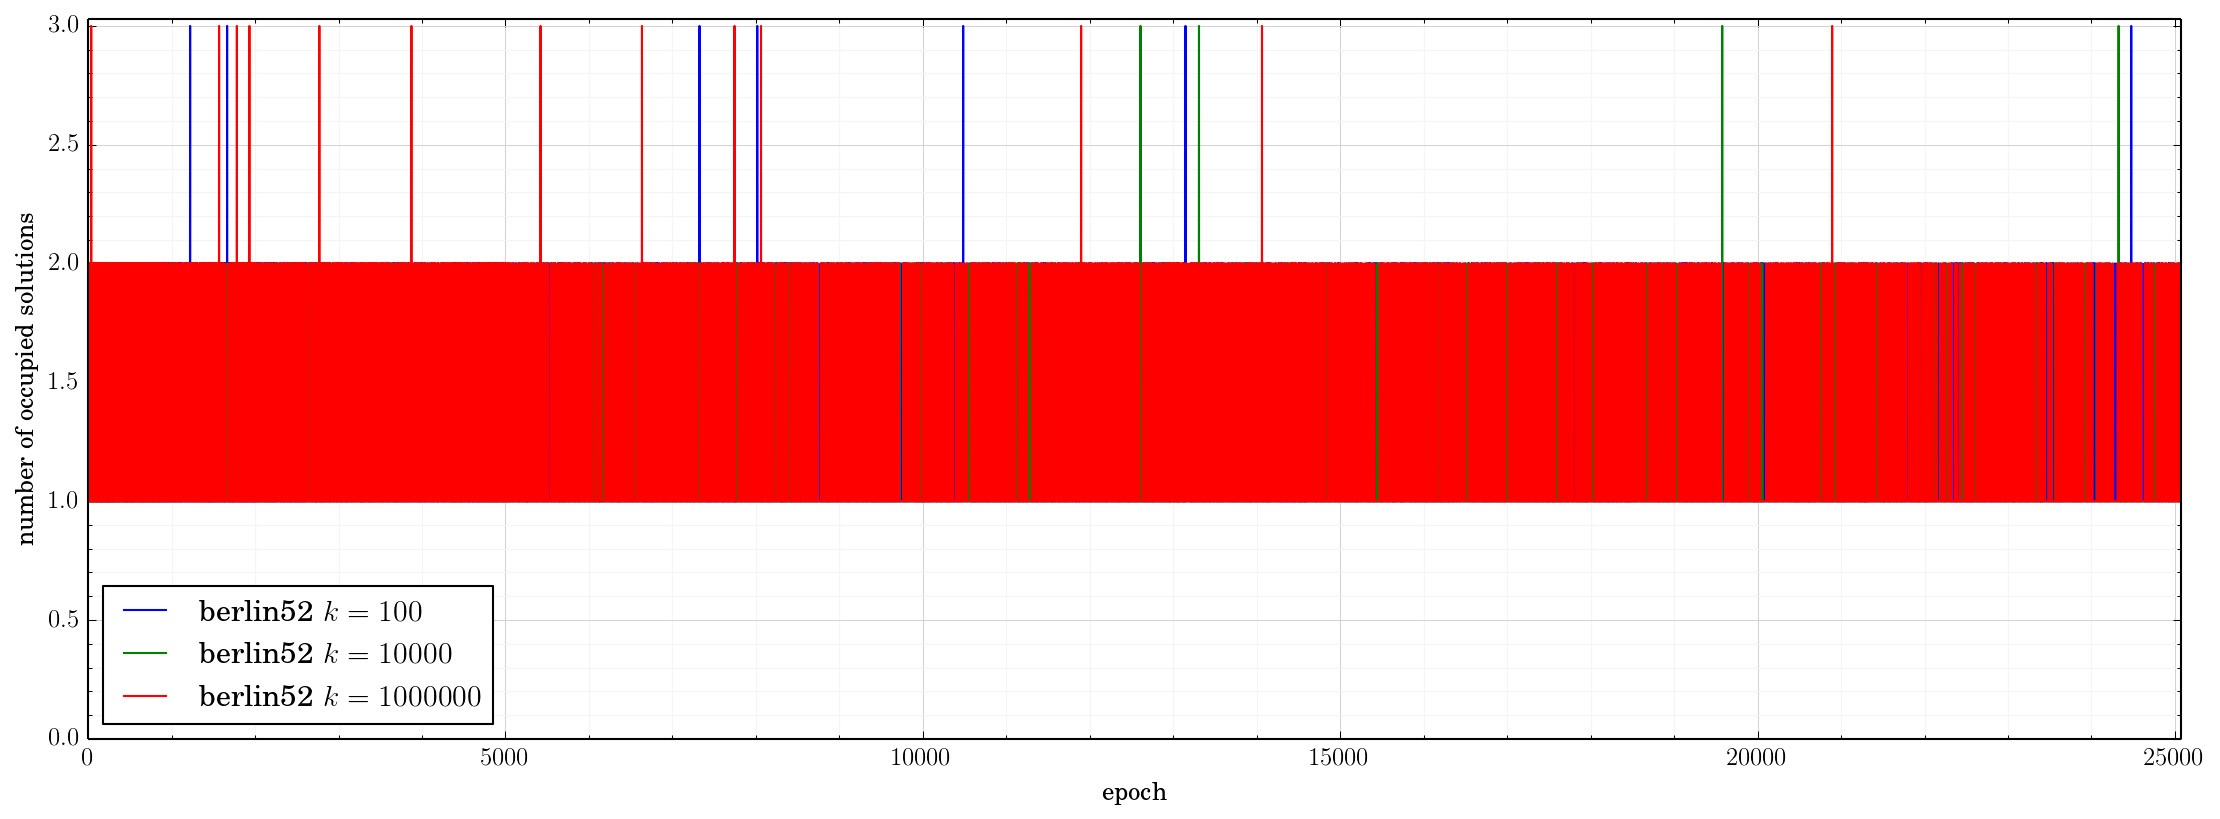 3.0
2.5
2.0
1.5
1.0
0.5
0.0
number of occupied solutions
berlin52 k = 100
berlin52 k = 10000
berlin52 k = 1000000
0 5000 10000 15000 20000 25000
epoch